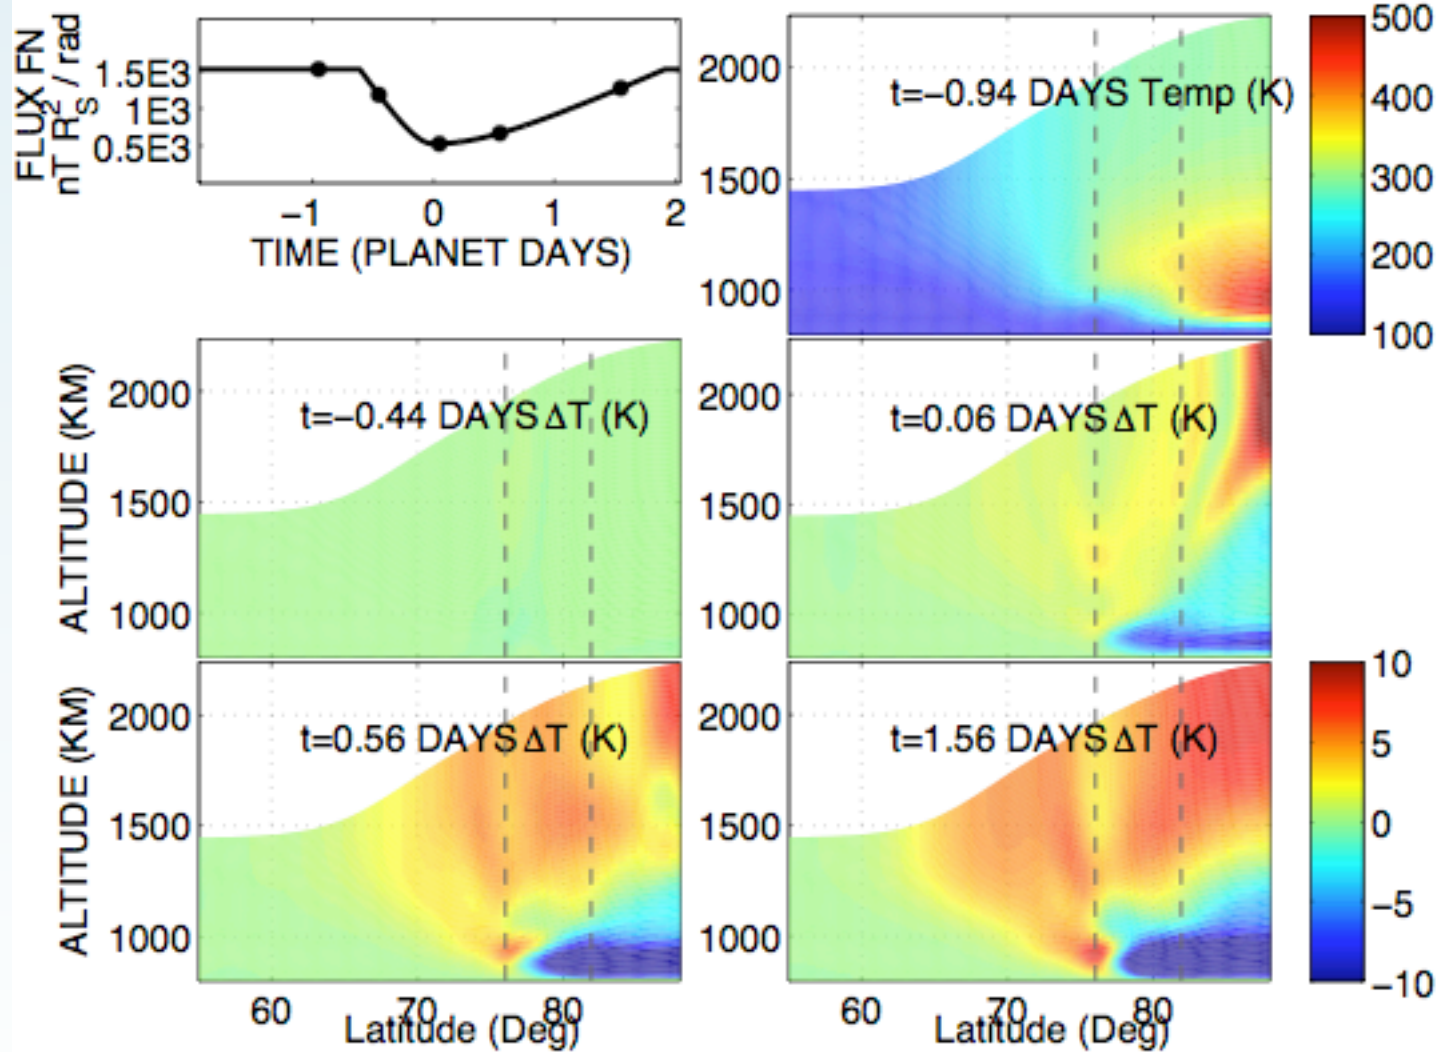 FLUX FN
nT R_S^2 / rad
1.5E3
1E3
0.5E3
−1 0 1 2
TIME (PLANET DAYS)
2000
1500
1000
t=−0.94 DAYS Temp (K)
500
400
300
200
100
ALTITUDE (KM)
2000
1500
1000
t=−0.44 DAYS ΔT (K)
2000
1500
1000
t=0.06 DAYS ΔT (K)
ALTITUDE (KM)
2000
1500
1000
t=0.56 DAYS ΔT (K)
60 70 80
Latitude (Deg)
2000
1500
1000
t=1.56 DAYS ΔT (K)
60 70 80
Latitude (Deg)
10
5
0
−5
−10